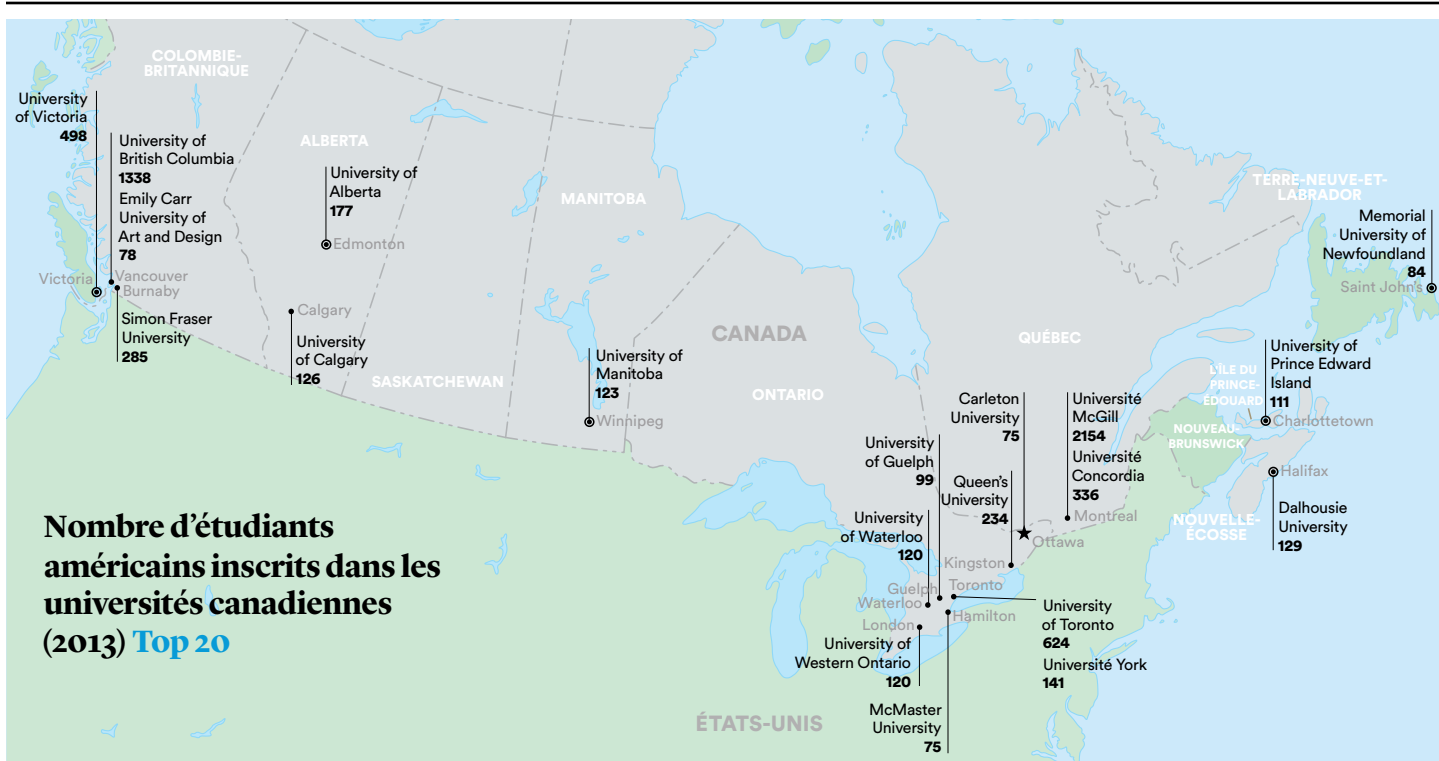 COLOMBIE-
BRITANNIQUE
University
of Victoria
498
University of
British Columbia
1338
Emily Carr
University of
Art and Design
78
Victoria
Vancouver
Burnaby
Simon Fraser
University
285
ALBERTA
University of
Alberta
177
Edmonton
Calgary
University
of Calgary
126
SASKATCHEWAN
MANITOBA
University of
Manitoba
123
Winnipeg
CANADA
ONTARIO
QUÉBEC
TERRE-NEUVE-ET-
LABRADOR
Memorial
University of
Newfoundland
84
Saint John's
University of
Prince Edward
Island
111
L'ÎLE DU
PRINCE-
ÉDOUARD
Charlottetown
NOUVEAU-
BRUNSWICK
Halifax
NOUVELLE-
ÉCOSSE
Dalhousie
University
129
Carleton
University
75
Université
McGill
2154
Université
Concordia
336
Montreal
Ottawa
University
of Guelph
99
Queen's
University
234
Kingston
University
of Waterloo
120
Guelph
Toronto
Waterloo
Hamilton
London
University of
Western Ontario
120
University
of Toronto
624
Université York
141
McMaster
University
75
ÉTATS-UNIS
Nombre d'étudiants
américains inscrits dans les
universités canadiennes
(2013) Top 20